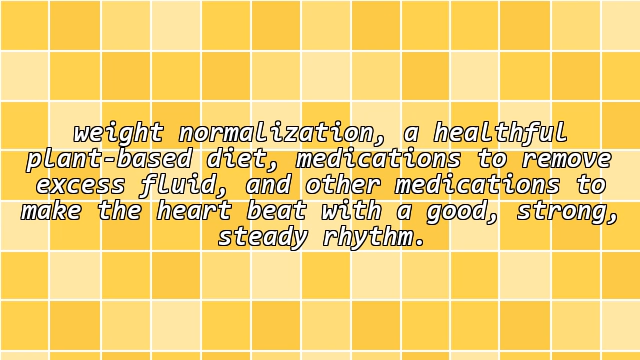 weight normalization, a healthful
plant-based diet, medications to remove
excess fluid, and other medications to
make the heart beat with a good, strong,
steady rhythm.